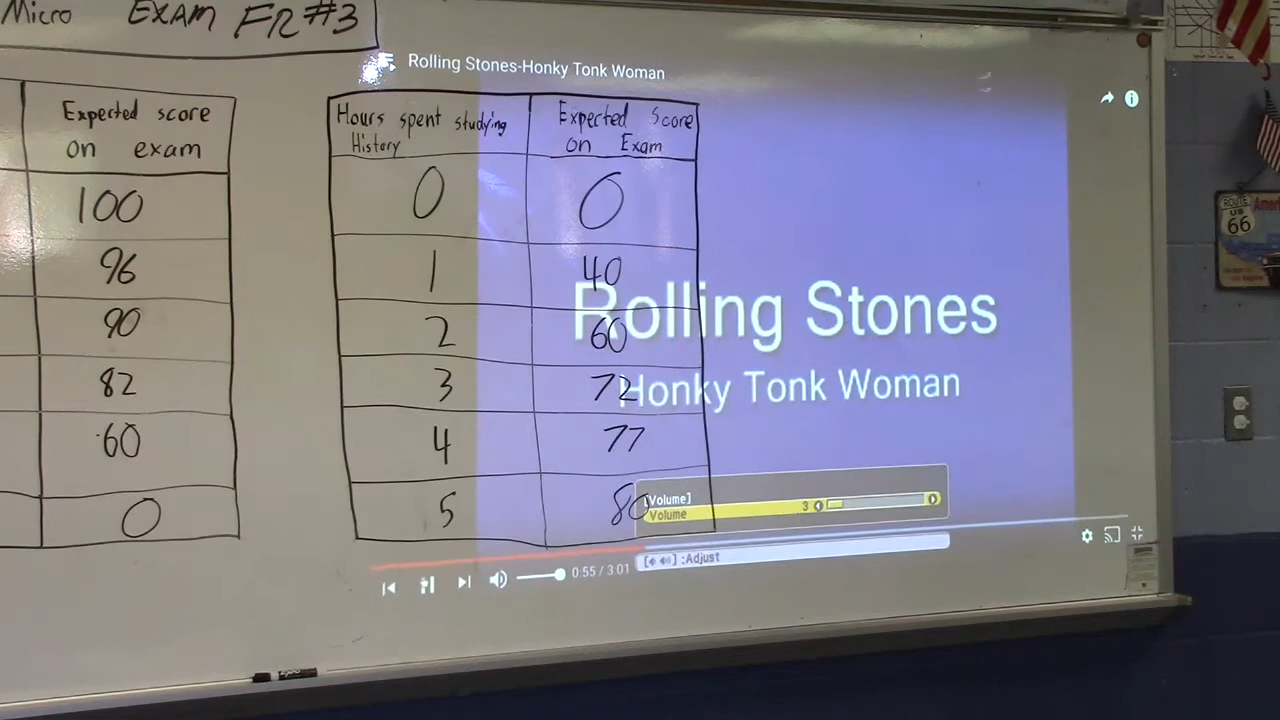 Micro EXAM FR #3
Expected score
on exam
100
96
90
82
60
0
Rolling Stones-Honky Tonk Woman
Hours spent studying
History
Expected Score
on Exam
0 0
1 40
2 60
3 72
4 77
5 80
Rolling Stones
Honky Tonk Woman
[Volume]
Volume 3
:Adjust
0:55 / 3:01
ROUTE
US
66